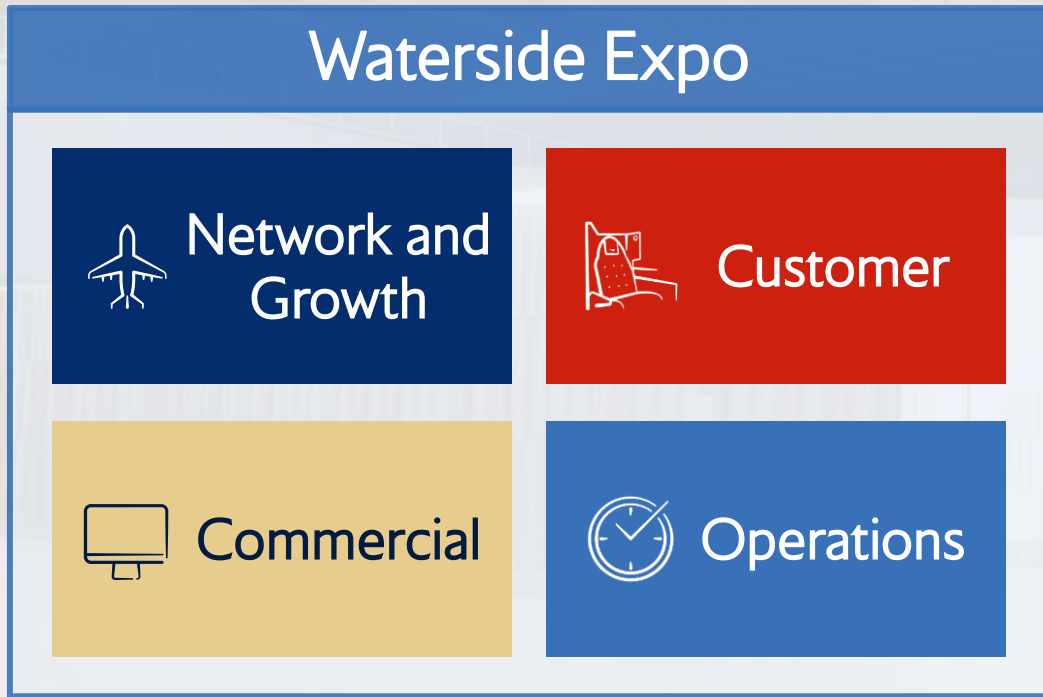 Waterside Expo
Network and
Growth
Customer
Commercial
Operations